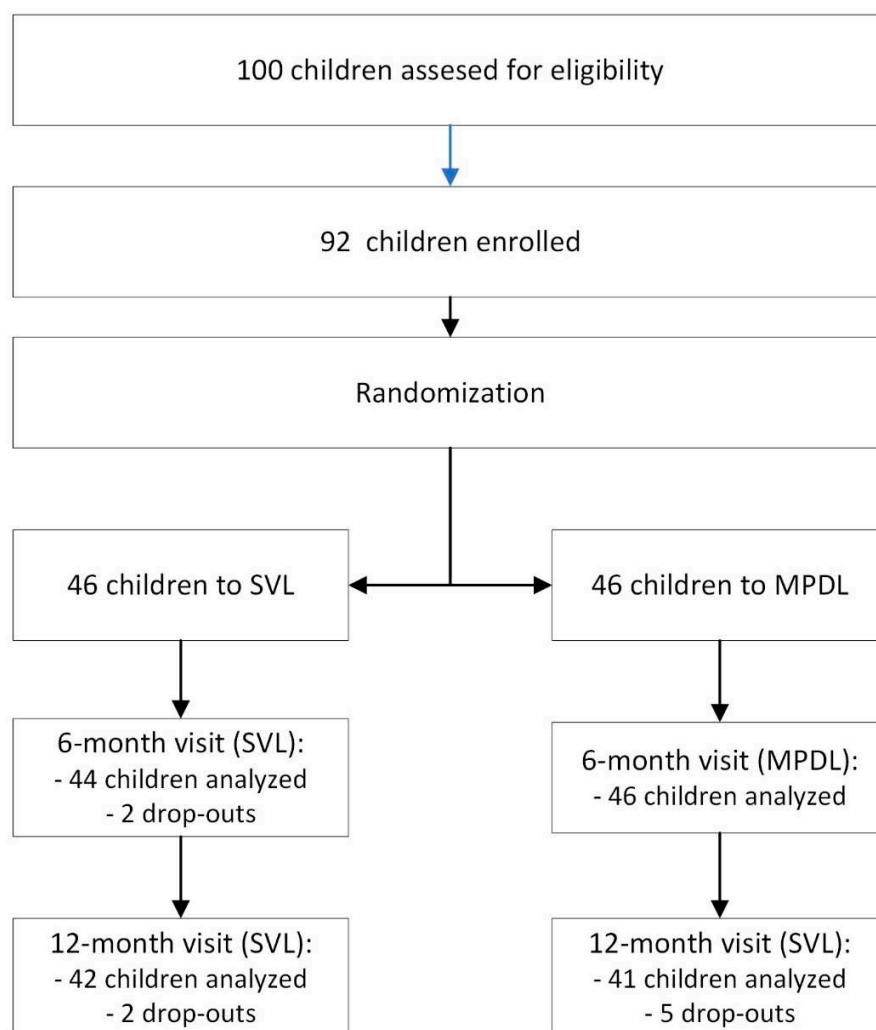 100 children assesed for eligibility
92 children enrolled
Randomization
46 children to SVL
46 children to MPDL
6-month visit (SVL):
- 44 children analyzed
- 2 drop-outs
6-month visit (MPDL):
- 46 children analyzed
12-month visit (SVL):
- 42 children analyzed
- 2 drop-outs
12-month visit (SVL):
- 41 children analyzed
- 5 drop-outs